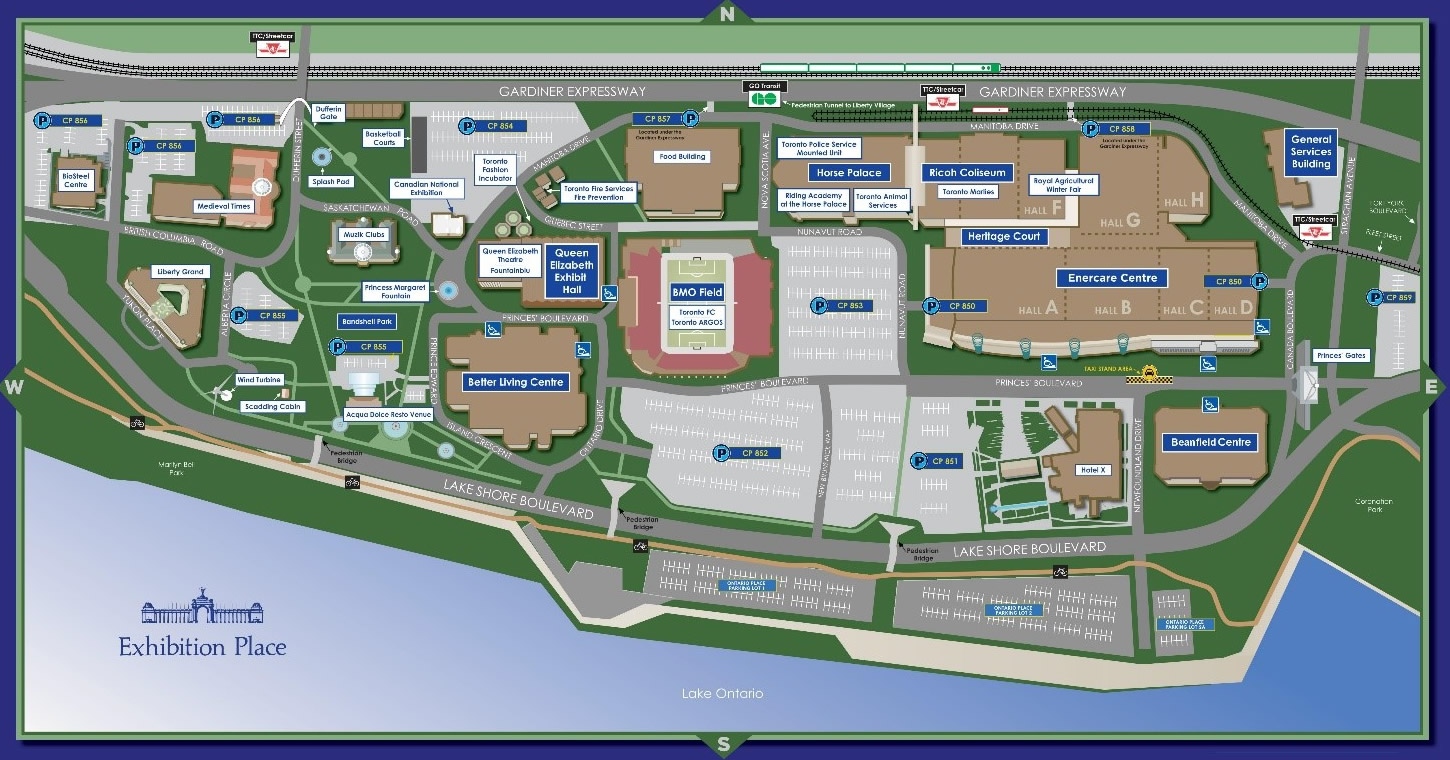 N
TTC/Streetcar
GARDINER EXPRESSWAY
GO Transit
GO
TTC/Streetcar
GARDINER EXPRESSWAY
Pedestrian Tunnel to Liberty Village
P CP 856
P CP 856
P CP 856
DUFFERIN STREET
Dufferin
Gate
Basketball
Courts
P CP 854
CP 857 P
Located under the
Gardiner Expressway
MANITOBA DRIVE
P CP 858
Located under the
Gardiner Expressway
General
Services
Building
BioSteel
Centre
Medieval Times
Splash Pad
Canadian National
Exhibition
Toronto
Fashion
Incubator
MANITOBA DRIVE
Toronto Fire Services
Fire Prevention
Food Building
NOVA SCOTIA AVE.
Toronto Police Service
Mounted Unit
Horse Palace
Riding Academy
at the Horse Palace
Toronto Animal
Services
Ricoh Coliseum
Toronto Marlies
Royal Agricultural
Winter Fair
HALL F
HALL G
HALL H
MANITOBA DRIVE
STRACHAN AVENUE
TTC/Streetcar
FORT YORK
BOULEVARD
FLEET STREET
BRITISH COLUMBIA ROAD
SASKATCHEWAN ROAD
Muzik Clubs
QUEBEC STREET
NUNAVUT ROAD
Heritage Court
Liberty Grand
YUKON PLACE
ALBERTA CIRCLE
P CP 855
Princess Margaret
Fountain
Queen Elizabeth
Theatre
Fountainblu
Queen
Elizabeth
Exhibit
Hall
BMO Field
Toronto FC
Toronto ARGOS
P CP 853
NUNAVUT ROAD
P CP 850
Enercare Centre
CP 850 P
HALL A
HALL B
HALL C
HALL D
CANADA BOULEVARD
P CP 859
Bandshell Park
P CP 855
PRINCES' BOULEVARD
Princes' Gates
W
Wind Turbine
Scadding Cabin
Acqua Dolce Resto Venue
PRINCE EDWARD
ISLAND CRESCENT
Better Living Centre
ONTARIO DRIVE
PRINCES' BOULEVARD
PRINCES' BOULEVARD
TAXI STAND AREA
E
P CP 852
NEW BRUNSWICK WAY
P CP 851
Hotel X
NEWFOUNDLAND DRIVE
Beanfield Centre
Marilyn Bell
Park
Pedestrian
Bridge
LAKE SHORE BOULEVARD
Pedestrian
Bridge
Pedestrian
Bridge
LAKE SHORE BOULEVARD
Coronation
Park
ONTARIO PLACE
PARKING LOT 1
ONTARIO PLACE
PARKING LOT 2
ONTARIO PLACE
PARKING LOT 2A
Exhibition Place
Lake Ontario
S